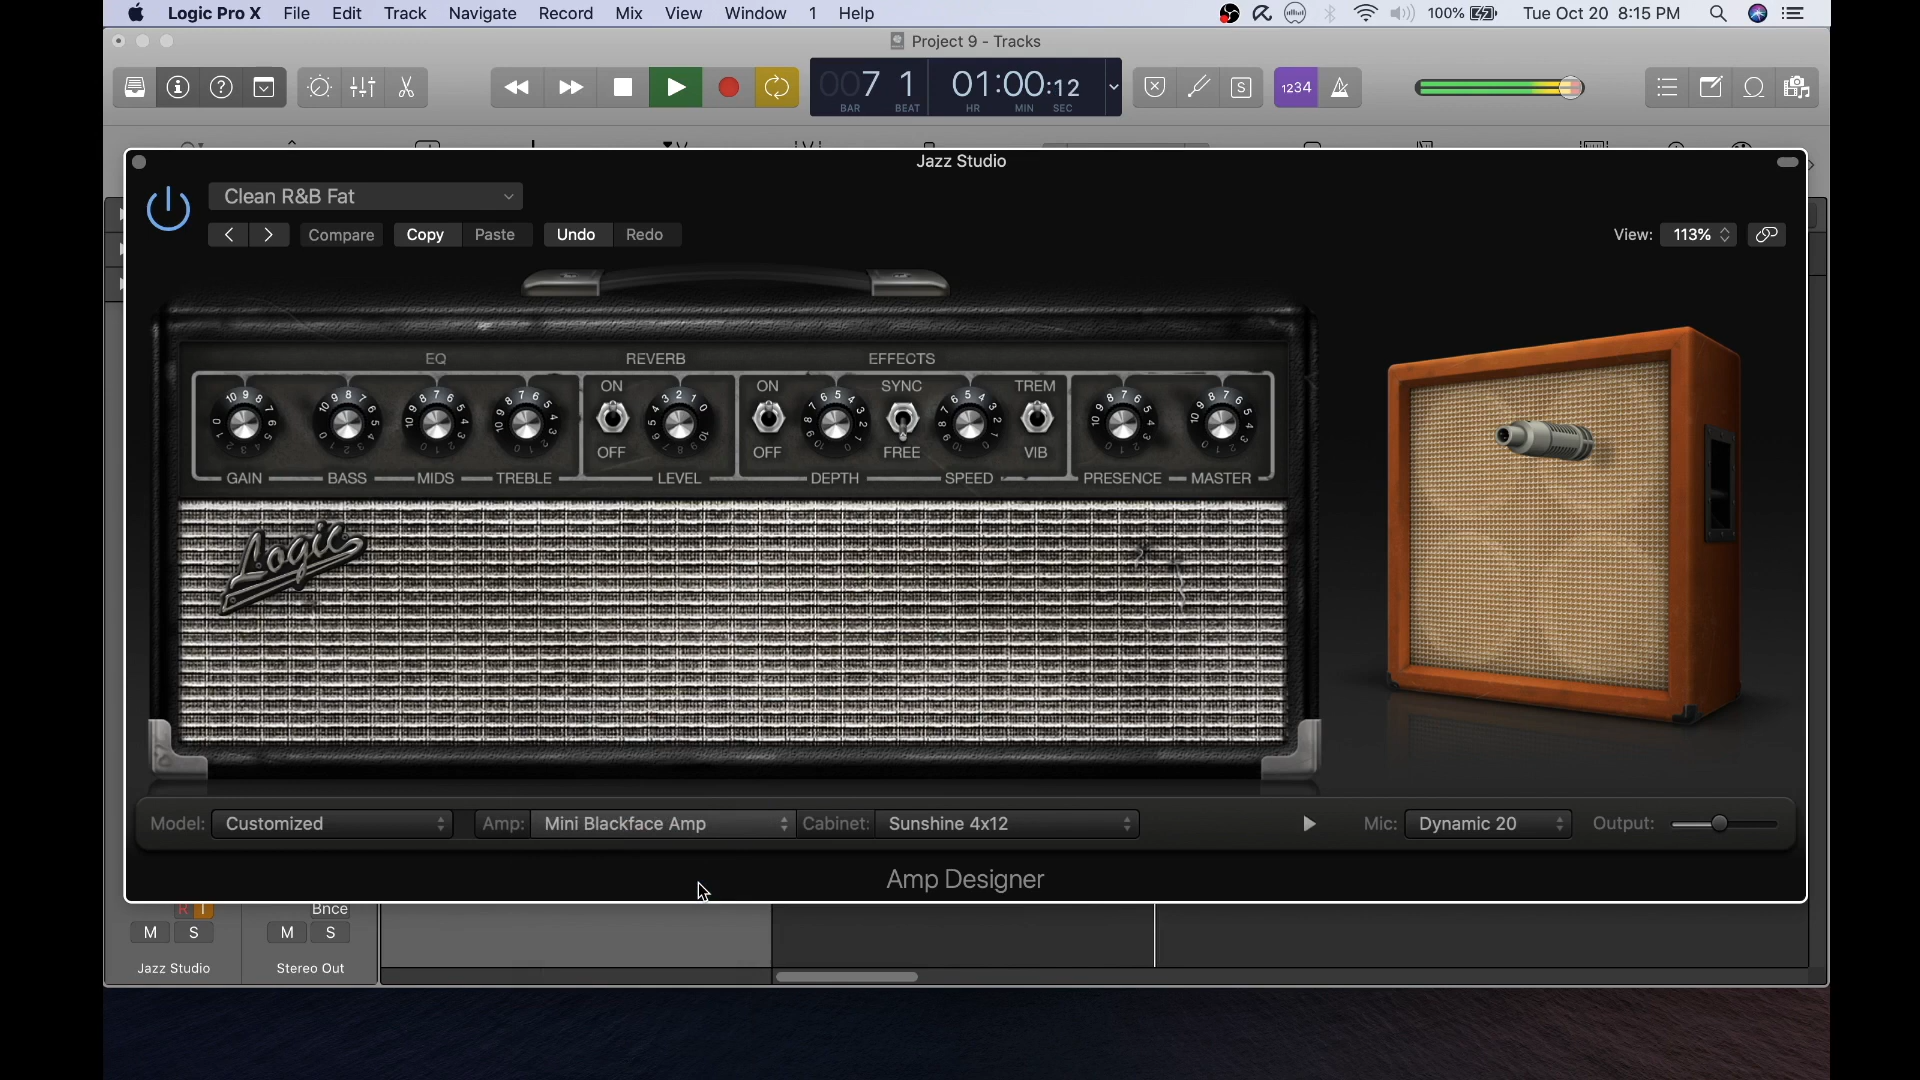 Logic Pro X File Edit Track Navigate Record Mix View Window 1 Help 100% Tue Oct 20 8:15 PM
Project 9 - Tracks
007 1 01:00:12
BAR BEAT HR MIN SEC
S 1234
Jazz Studio
Clean R&B Fat
Compare Copy Paste Undo Redo View: 113%
EQ REVERB EFFECTS
ON ON SYNC TREM
OFF OFF FREE VIB
GAIN BASS MIDS TREBLE LEVEL DEPTH SPEED PRESENCE MASTER
Logic
Model: Customized Amp: Mini Blackface Amp Cabinet: Sunshine 4x12 Mic: Dynamic 20 Output:
Amp Designer
R I Bnce
M S M S
Jazz Studio Stereo Out